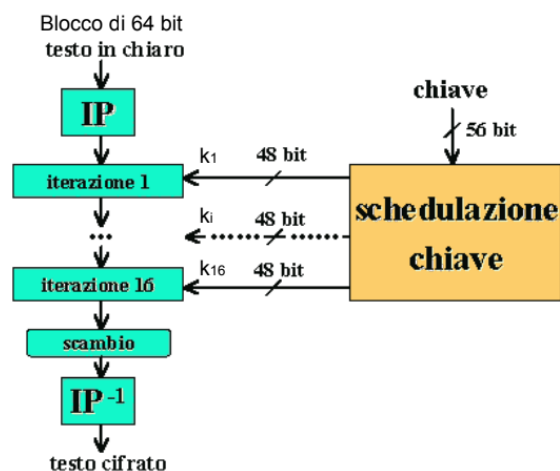 Blocco di 64 bit
testo in chiaro
IP
chiave
56 bit
k1
48 bit
iterazione 1
schedulazione
chiave
...
ki
48 bit
k16
48 bit
iterazione 16
scambio
IP-1
testo cifrato